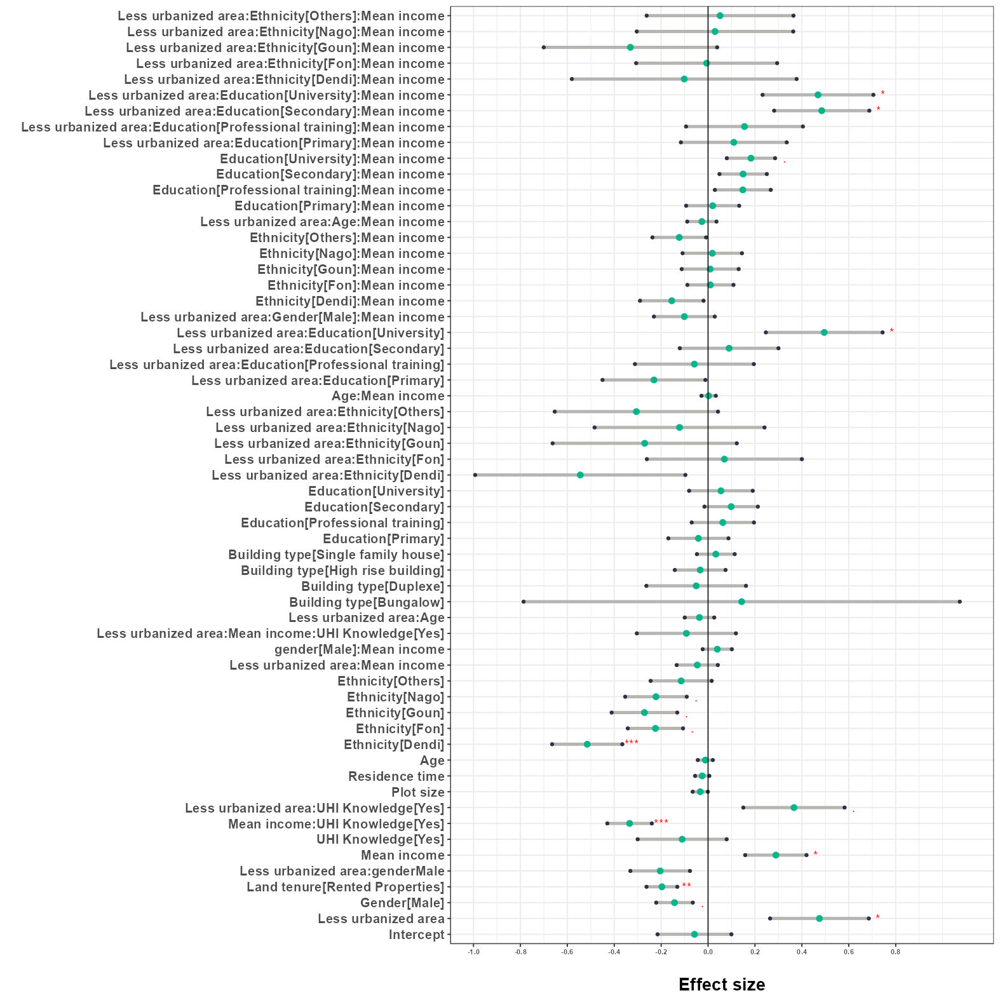 Less urbanized area:Ethnicity[Others]:Mean income
Less urbanized area:Ethnicity[Nago]:Mean income
Less urbanized area:Ethnicity[Goun]:Mean income
Less urbanized area:Ethnicity[Fon]:Mean income
Less urbanized area:Ethnicity[Dendi]:Mean income
Less urbanized area:Education[University]:Mean income *
Less urbanized area:Education[Secondary]:Mean income *
Less urbanized area:Education[Professional training]:Mean income
Less urbanized area:Education[Primary]:Mean income
Education[University]:Mean income .
Education[Secondary]:Mean income
Education[Professional training]:Mean income
Education[Primary]:Mean income
Less urbanized area:Age:Mean income
Ethnicity[Others]:Mean income
Ethnicity[Nago]:Mean income
Ethnicity[Goun]:Mean income
Ethnicity[Fon]:Mean income
Ethnicity[Dendi]:Mean income
Less urbanized area:Gender[Male]:Mean income
Less urbanized area:Education[University] *
Less urbanized area:Education[Secondary]
Less urbanized area:Education[Professional training]
Less urbanized area:Education[Primary]
Age:Mean income
Less urbanized area:Ethnicity[Others]
Less urbanized area:Ethnicity[Nago]
Less urbanized area:Ethnicity[Goun]
Less urbanized area:Ethnicity[Fon]
Less urbanized area:Ethnicity[Dendi]
Education[University]
Education[Secondary]
Education[Professional training]
Education[Primary]
Building type[Single family house]
Building type[High rise building]
Building type[Duplexe]
Building type[Bungalow]
Less urbanized area:Age
Less urbanized area:Mean income:UHI Knowledge[Yes]
gender[Male]:Mean income
Less urbanized area:Mean income
Ethnicity[Others]
Ethnicity[Nago] .
Ethnicity[Goun] .
Ethnicity[Fon] .
Ethnicity[Dendi] ***
Age
Residence time
Plot size
Less urbanized area:UHI Knowledge[Yes] .
Mean income:UHI Knowledge[Yes] ***
UHI Knowledge[Yes]
Mean income *
Less urbanized area:genderMale
Land tenure[Rented Properties] **
Gender[Male] .
Less urbanized area *
Intercept
-1.0 -0.8 -0.6 -0.4 -0.2 0.0 0.2 0.4 0.6 0.8
Effect size